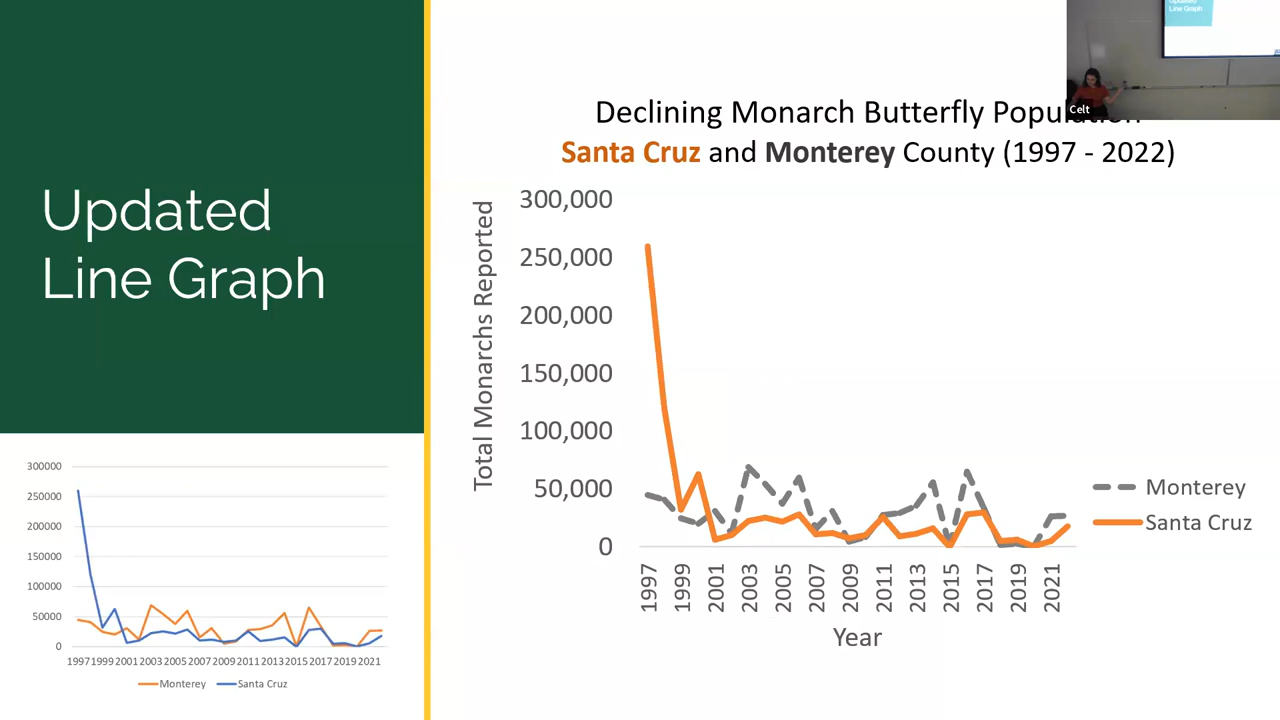 Updated
Line Graph
300000
250000
200000
150000
100000
50000
0
1997 1999 2001 2003 2005 2007 2009 2011 2013 2015 2017 2019 2021
Monterey Santa Cruz
Declining Monarch Butterfly
Santa Cruz and Monterey County (1997 - 2022)
Total Monarchs Reported
300,000
250,000
200,000
150,000
100,000
50,000
0
1997 1999 2001 2003 2005 2007 2009 2011 2013 2015 2017 2019 2021
Year
Monterey
Santa Cruz
Line Graph
Celt